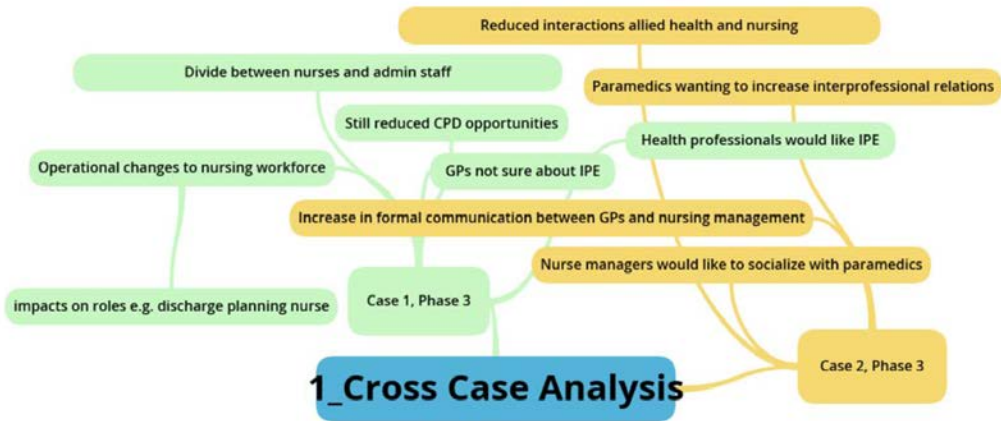 Reduced interactions allied health and nursing
Divide between nurses and admin staff
Paramedics wanting to increase interprofessional relations
Still reduced CPD opportunities
Health professionals would like IPE
Operational changes to nursing workforce
GPs not sure about IPE
Increase in formal communication between GPs and nursing management
Nurse managers would like to socialize with paramedics
impacts on roles e.g. discharge planning nurse
Case 1, Phase 3
Case 2, Phase 3
1_Cross Case Analysis